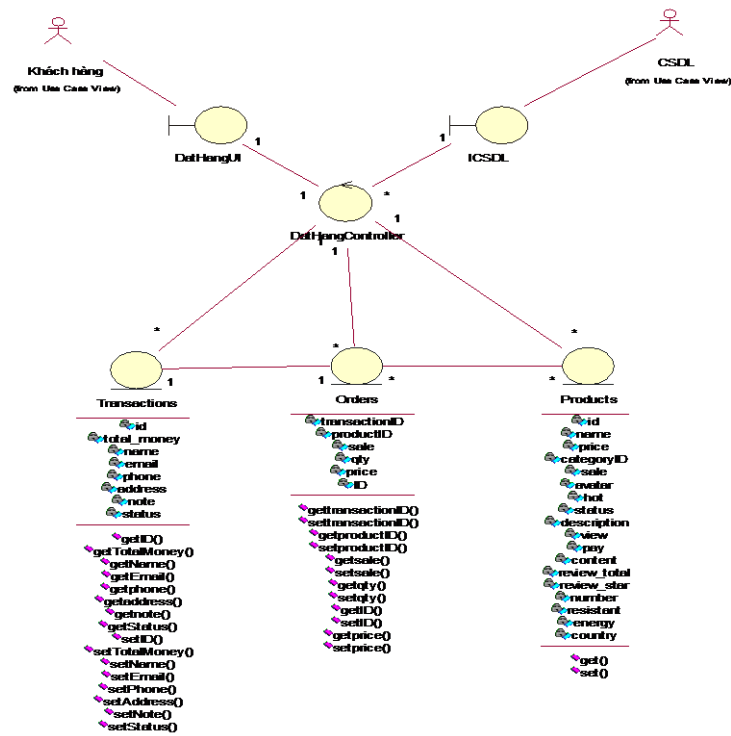 Khách hàng
(from Use Case View)
CSDL
(from Use Case View)
1
DatHangUI
1
ICSDL
1
*
1
DatHangController
1
1
*
*
*
1
1
*
*
Transactions
id
total_money
name
email
phone
address
note
status
getID()
getTotalMoney()
getName()
getEmail()
getphone()
getaddress()
getnote()
getStatus()
setID()
setTotalMoney()
setName()
setEmail()
setPhone()
setAddress()
setNote()
setStatus()
Orders
transactionID
productID
sale
qty
price
ID
gettransactionID()
settransactionID()
getproductID()
setproductID()
getsale()
setsale()
getqty()
setqty()
getID()
setID()
getprice()
setprice()
Products
id
name
price
categoryID
sale
avatar
hot
status
description
view
pay
content
review_total
review_star
number
resistant
energy
country
get()
set()